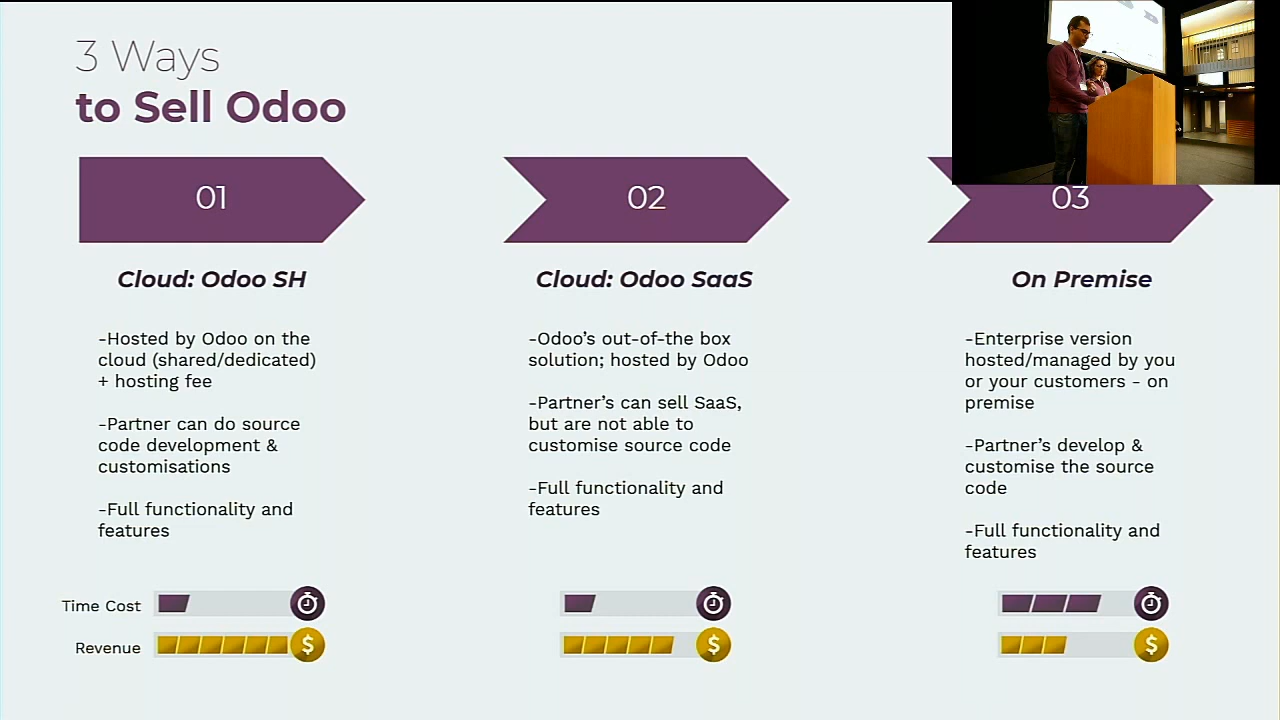 3 Ways
to Sell Odoo
01
02
03
Cloud: Odoo SH
-Hosted by Odoo on the
cloud (shared/dedicated)
+ hosting fee
-Partner can do source
code development &
customisations
-Full functionality and
features
Cloud: Odoo SaaS
-Odoo’s out-of-the box
solution; hosted by Odoo
-Partner’s can sell SaaS,
but are not able to
customise source code
-Full functionality and
features
On Premise
-Enterprise version
hosted/managed by you
or your customers - on
premise
-Partner’s develop &
customise the source
code
-Full functionality and
features
Time Cost
Revenue
$
$
$